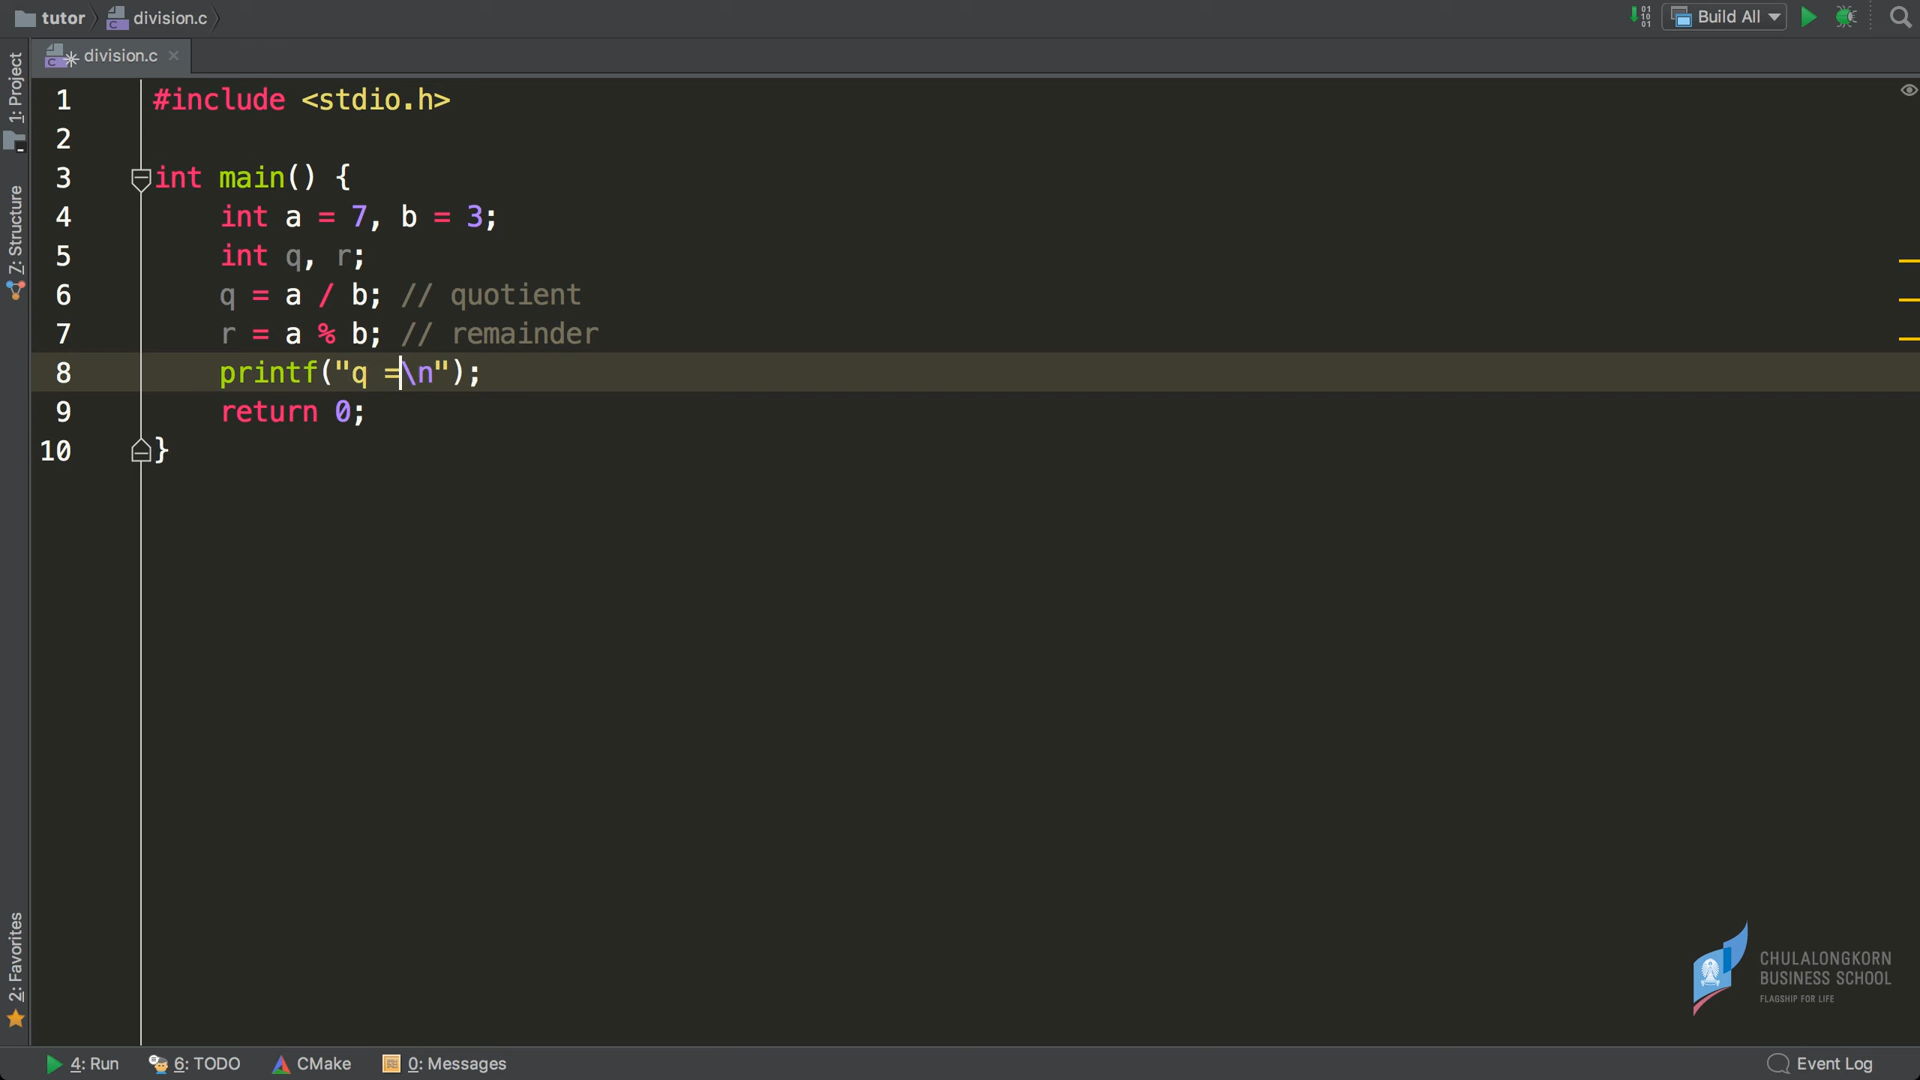 tutor division.c
Build All
division.c
1: Project
7: Structure
2: Favorites
1 #include <stdio.h>
2
3 int main() {
4 int a = 7, b = 3;
5 int q, r;
6 q = a / b; // quotient
7 r = a % b; // remainder
8 printf("q =\n");
9 return 0;
10 }
CHULALONGKORN
BUSINESS SCHOOL
FLAGSHIP FOR LIFE
4: Run 6: TODO CMake 0: Messages Event Log